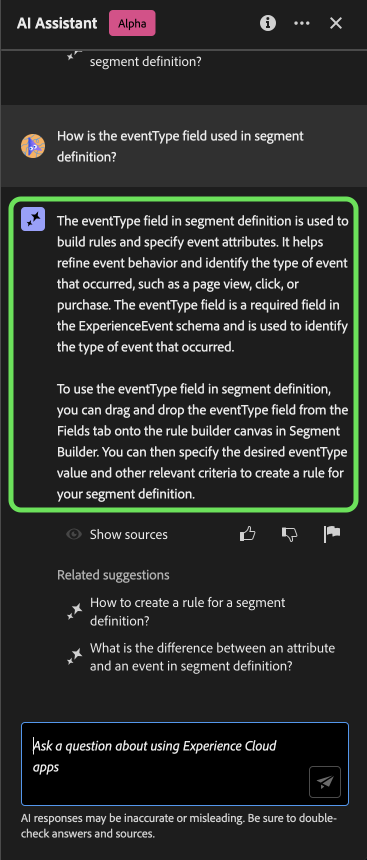 AI Assistant Alpha
segment definition?
How is the eventType field used in segment
definition?
The eventType field in segment definition is used to
build rules and specify event attributes. It helps
refine event behavior and identify the type of event
that occurred, such as a page view, click, or
purchase. The eventType field is a required field in
the ExperienceEvent schema and is used to identify
the type of event that occurred.
To use the eventType field in segment definition,
you can drag and drop the eventType field from the
Fields tab onto the rule builder canvas in Segment
Builder. You can then specify the desired eventType
value and other relevant criteria to create a rule for
your segment definition.
Show sources
Related suggestions
How to create a rule for a segment
definition?
What is the difference between an attribute
and an event in segment definition?
Ask a question about using Experience Cloud
apps
AI responses may be inaccurate or misleading. Be sure to double-
check answers and sources.